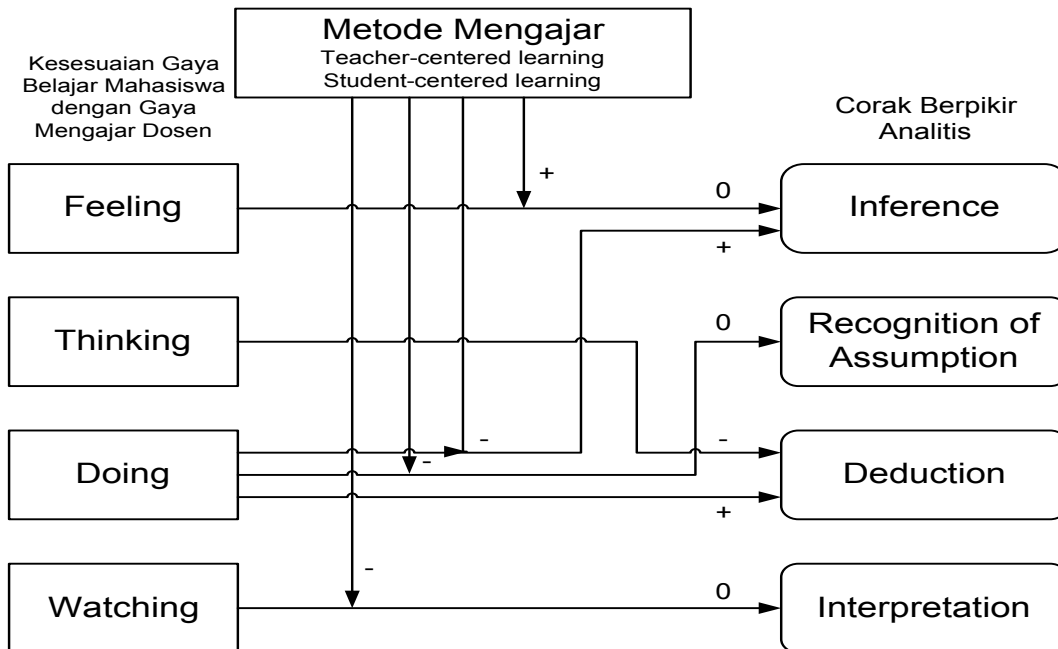 Metode Mengajar
Teacher-centered learning
Student-centered learning
Kesesuaian Gaya
Belajar Mahasiswa
dengan Gaya
Mengajar Dosen
Corak Berpikir
Analitis
+
0
Feeling
Inference
+
0
Thinking
Recognition of
Assumption
-
-
-
Doing
Deduction
+
-
0
Watching
Interpretation